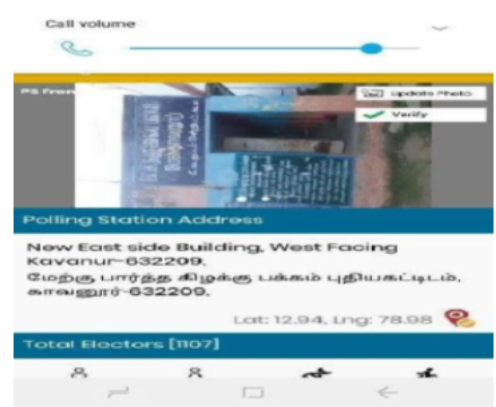 Call volume
PS Fron
Update Photo
Verify
Polling Station Address
New East side Building, West Facing
Kavanur-632209.
மேற்கு பார்த்த கிழக்கு பக்கம் புதியகட்டிடம்,
காவனூர்-632209.
Lat: 12.94, Lng: 78.98
Total Electors [1107]